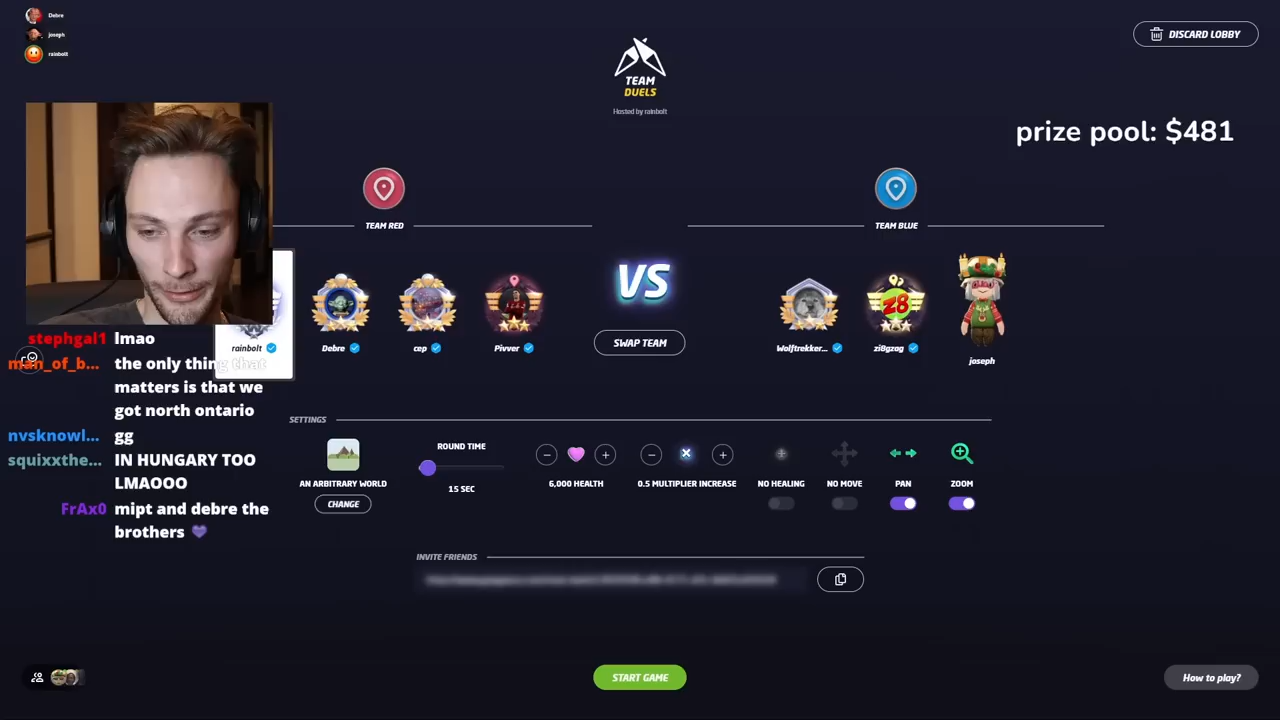 Debre
joseph
rainbolt
TEAM
DUELS
Hosted by rainbolt
DISCARD LOBBY
prize pool: $481
TEAM RED
TEAM BLUE
VS
SWAP TEAM
rainbolt
Debre
cep
Pivver
Wolftrekker...
Z8
zi8gzag
joseph
stephgal1 lmao
man_of_b... the only thing that
matters is that we
got north ontario
nvsknowl... gg
squixxthe... IN HUNGARY TOO
LMAOOO
FrAx0 mipt and debre the
brothers 💜
SETTINGS
AN ARBITRARY WORLD
CHANGE
ROUND TIME
15 SEC
6,000 HEALTH
0.5 MULTIPLIER INCREASE
NO HEALING
NO MOVE
PAN
ZOOM
INVITE FRIENDS
START GAME
How to play?